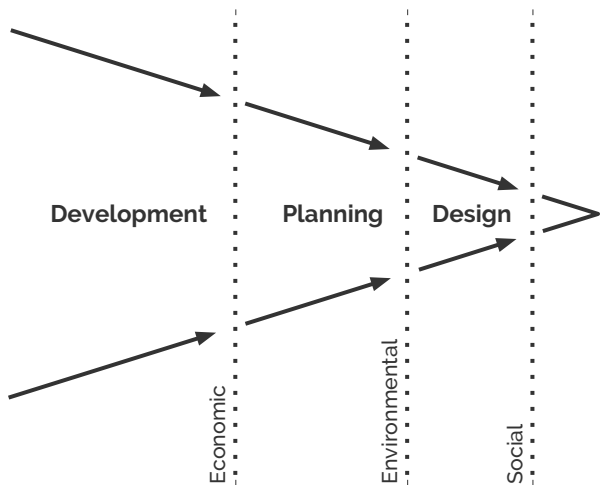 Development
Planning
Design
Economic
Environmental
Social